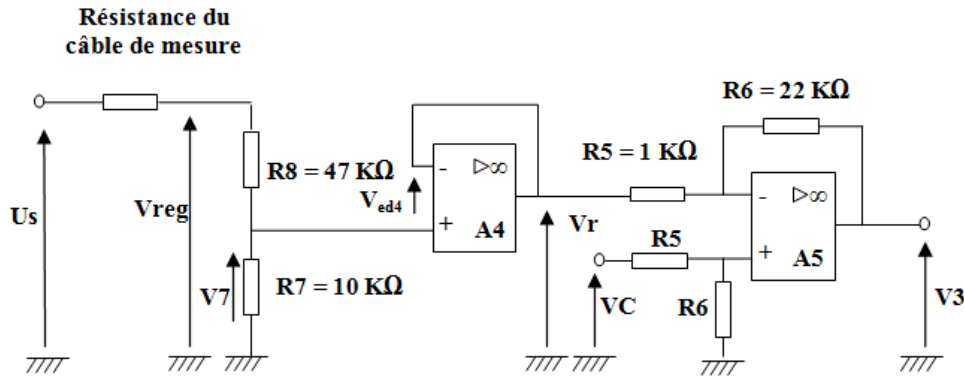 Résistance du
câble de mesure
R6 = 22 KΩ
R5 = 1 KΩ
R8 = 47 KΩ
- ▷∞
- ▷∞
Ved4
Us
Vreg
+ A4
Vr
+ A5
R5
V7
R7 = 10 KΩ
VC
R6
V3